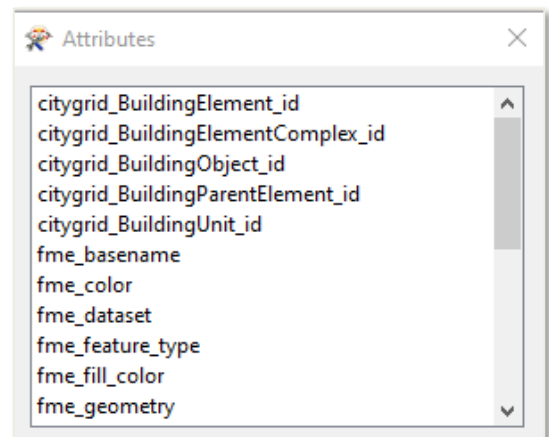 Attributes
citygrid_BuildingElement_id
citygrid_BuildingElementComplex_id
citygrid_BuildingObject_id
citygrid_BuildingParentElement_id
citygrid_BuildingUnit_id
fme_basename
fme_color
fme_dataset
fme_feature_type
fme_fill_color
fme_geometry